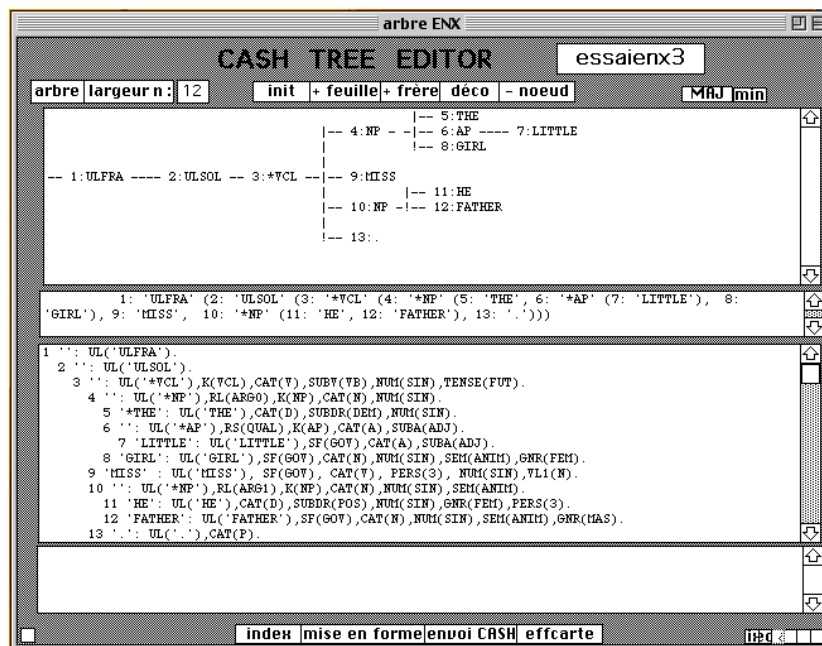 arbre ENX
CASH TREE EDITOR
essaienx3
arbre largeur n : 12 init + feuille + frère déco - noeud MAJ min
|-- 5:THE
|-- 4:NP - -|-- 6:AP ---- 7:LITTLE
| !-- 8:GIRL
|
-- 1:ULFRA ---- 2:ULSOL -- 3:*VCL --|-- 9:MISS
| |-- 11:HE
|-- 10:NP -!-- 12:FATHER
|
!-- 13:.
1: 'ULFRA' (2: 'ULSOL' (3: '*VCL' (4: '*NP' (5: 'THE', 6: '*AP' (7: 'LITTLE'), 8:
'GIRL'), 9: 'MISS', 10: '*NP' (11: 'HE', 12: 'FATHER'), 13: '.')))
1 '': UL('ULFRA').
2 '': UL('ULSOL').
3 '': UL('*VCL'),K(VCL),CAT(V),SUBV(VB),NUM(SIN),TENSE(FUT).
4 '': UL('*NP'),RL(ARG0),K(NP),CAT(N),NUM(SIN).
5 '*THE': UL('THE'),CAT(D),SUBDR(DEM),NUM(SIN).
6 '': UL('*AP'),RS(QUAL),K(AP),CAT(A),SUBA(ADJ).
7 'LITTLE': UL('LITTLE'),SF(GOV),CAT(A),SUBA(ADJ).
8 'GIRL': UL('GIRL'),SF(GOV),CAT(N),NUM(SIN),SEM(ANIM),GNR(FEM).
9 'MISS' : UL('MISS'), SF(GOV), CAT(V), PERS(3), NUM(SIN),VL1(N).
10 '': UL('*NP'),RL(ARG1),K(NP),CAT(N),NUM(SIN),SEM(ANIM).
11 'HE': UL('HE'),CAT(D),SUBDR(POS),NUM(SIN),GNR(FEM),PERS(3).
12 'FATHER': UL('FATHER'),SF(GOV),CAT(N),NUM(SIN),SEM(ANIM),GNR(MAS).
13 '.': UL('.'),CAT(P).
index mise en forme envoi CASH effcarte